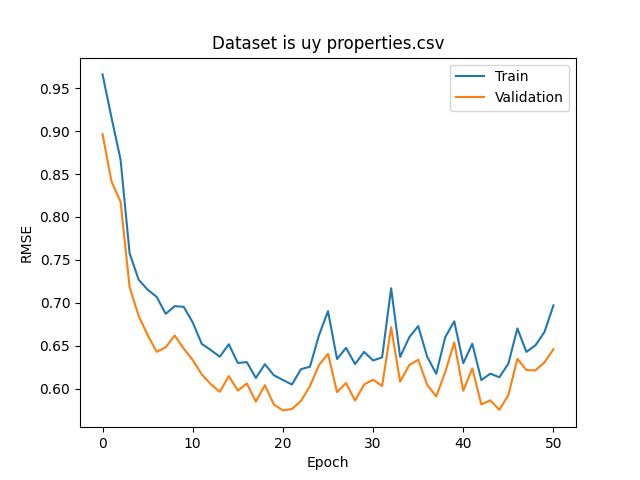 Dataset is uy properties.csv
Train
Validation
0.95
0.90
0.85
0.80
0.75
0.70
0.65
0.60
RMSE
0 10 20 30 40 50
Epoch